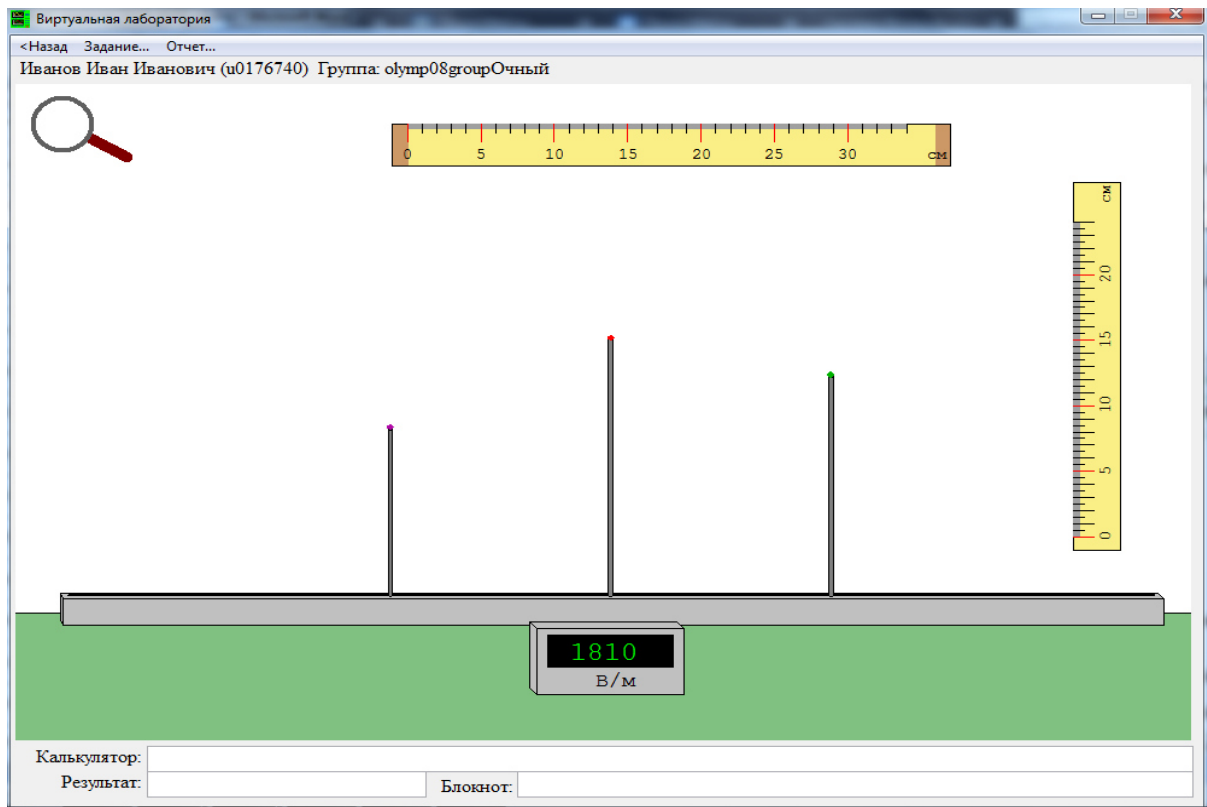 Виртуальная лаборатория
<Назад Задание... Отчет...
Иванов Иван Иванович (u0176740) Группа: olymp08groupОчный
0 5 10 15 20 25 30 см
см
20
15
10
5
0
1810
В/м
Калькулятор:
Результат: Блокнот: